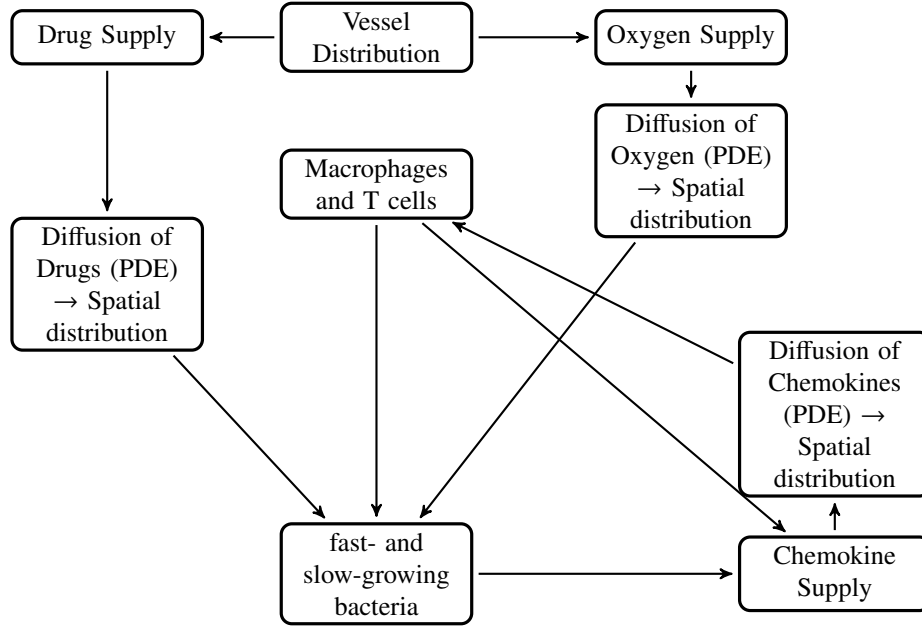 Drug Supply
Vessel
Distribution
Oxygen Supply
Diffusion of
Oxygen (PDE)
→ Spatial
distribution
Macrophages
and T cells
Diffusion of
Drugs (PDE)
→ Spatial
distribution
Diffusion of
Chemokines
(PDE) →
Spatial
distribution
fast- and
slow-growing
bacteria
Chemokine
Supply